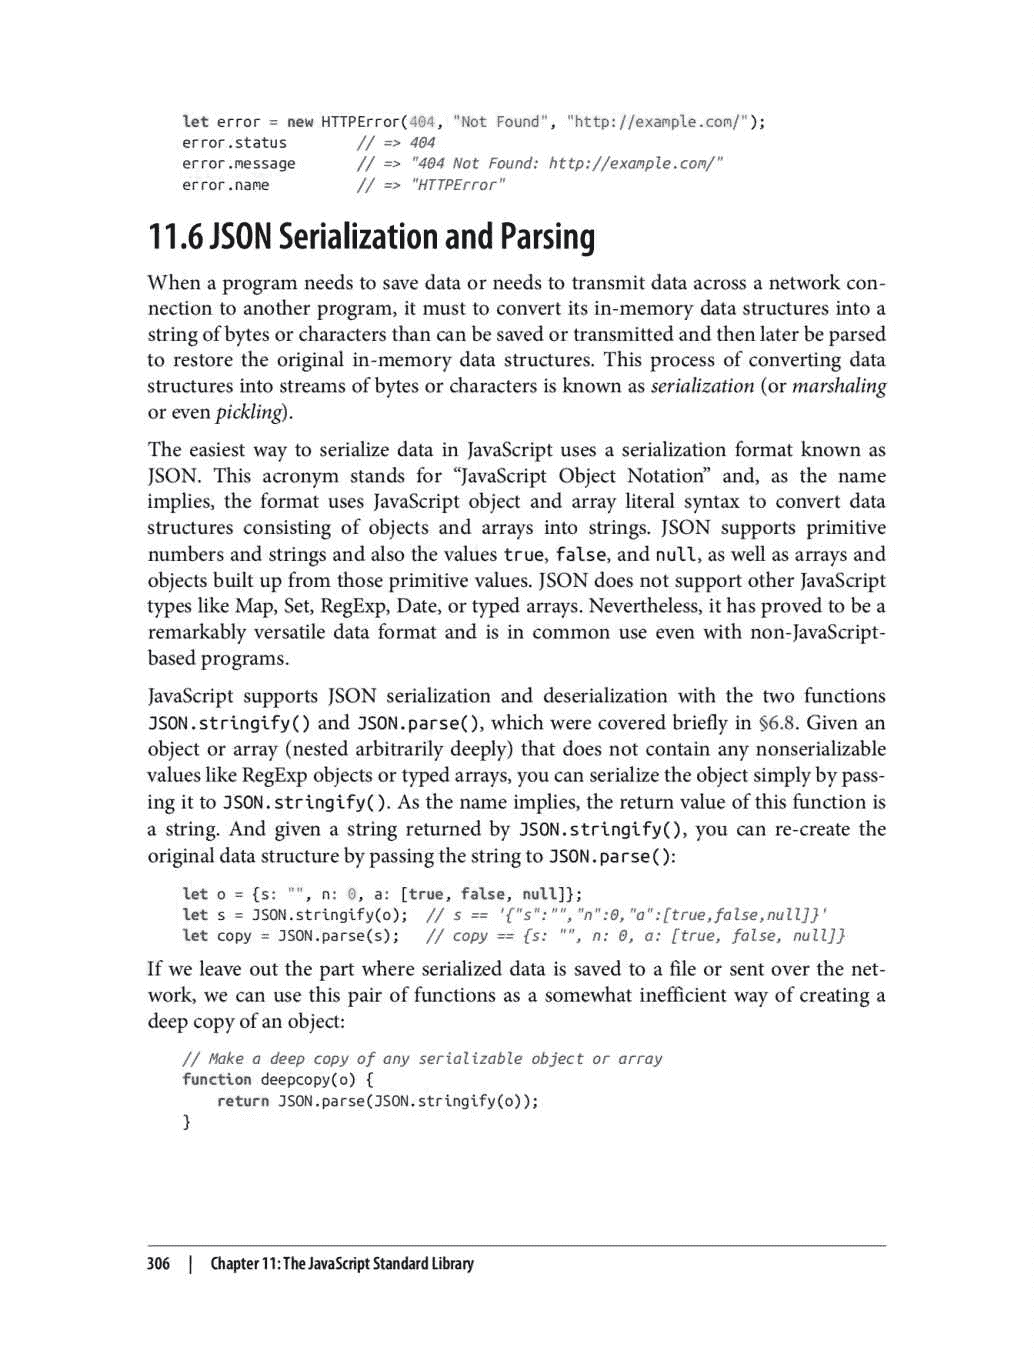 let error = new HTTPError(404, "Not Found", "http://example.com/");
error.status // => 404
error.message // => "404 Not Found: http://example.com/"
error.name // => "HTTPError"
11.6 JSON Serialization and Parsing
When a program needs to save data or needs to transmit data across a network con-
nection to another program, it must to convert its in-memory data structures into a
string of bytes or characters than can be saved or transmitted and then later be parsed
to restore the original in-memory data structures. This process of converting data
structures into streams of bytes or characters is known as serialization (or marshaling
or even pickling).
The easiest way to serialize data in JavaScript uses a serialization format known as
JSON. This acronym stands for “JavaScript Object Notation” and, as the name
implies, the format uses JavaScript object and array literal syntax to convert data
structures consisting of objects and arrays into strings. JSON supports primitive
numbers and strings and also the values true, false, and null, as well as arrays and
objects built up from those primitive values. JSON does not support other JavaScript
types like Map, Set, RegExp, Date, or typed arrays. Nevertheless, it has proved to be a
remarkably versatile data format and is in common use even with non-JavaScript-
based programs.
JavaScript supports JSON serialization and deserialization with the two functions
JSON.stringify() and JSON.parse(), which were covered briefly in §6.8. Given an
object or array (nested arbitrarily deeply) that does not contain any nonserializable
values like RegExp objects or typed arrays, you can serialize the object simply by pass-
ing it to JSON.stringify(). As the name implies, the return value of this function is
a string. And given a string returned by JSON.stringify(), you can re-create the
original data structure by passing the string to JSON.parse():
let o = {s: "", n: 0, a: [true, false, null]};
let s = JSON.stringify(o); // s == '{"s":"","n":0,"a":[true,false,null]}'
let copy = JSON.parse(s); // copy == {s: "", n: 0, a: [true, false, null]}
If we leave out the part where serialized data is saved to a file or sent over the net-
work, we can use this pair of functions as a somewhat inefficient way of creating a
deep copy of an object:
// Make a deep copy of any serializable object or array
function deepcopy(o) {
return JSON.parse(JSON.stringify(o));
}
306 | Chapter 11: The JavaScript Standard Library